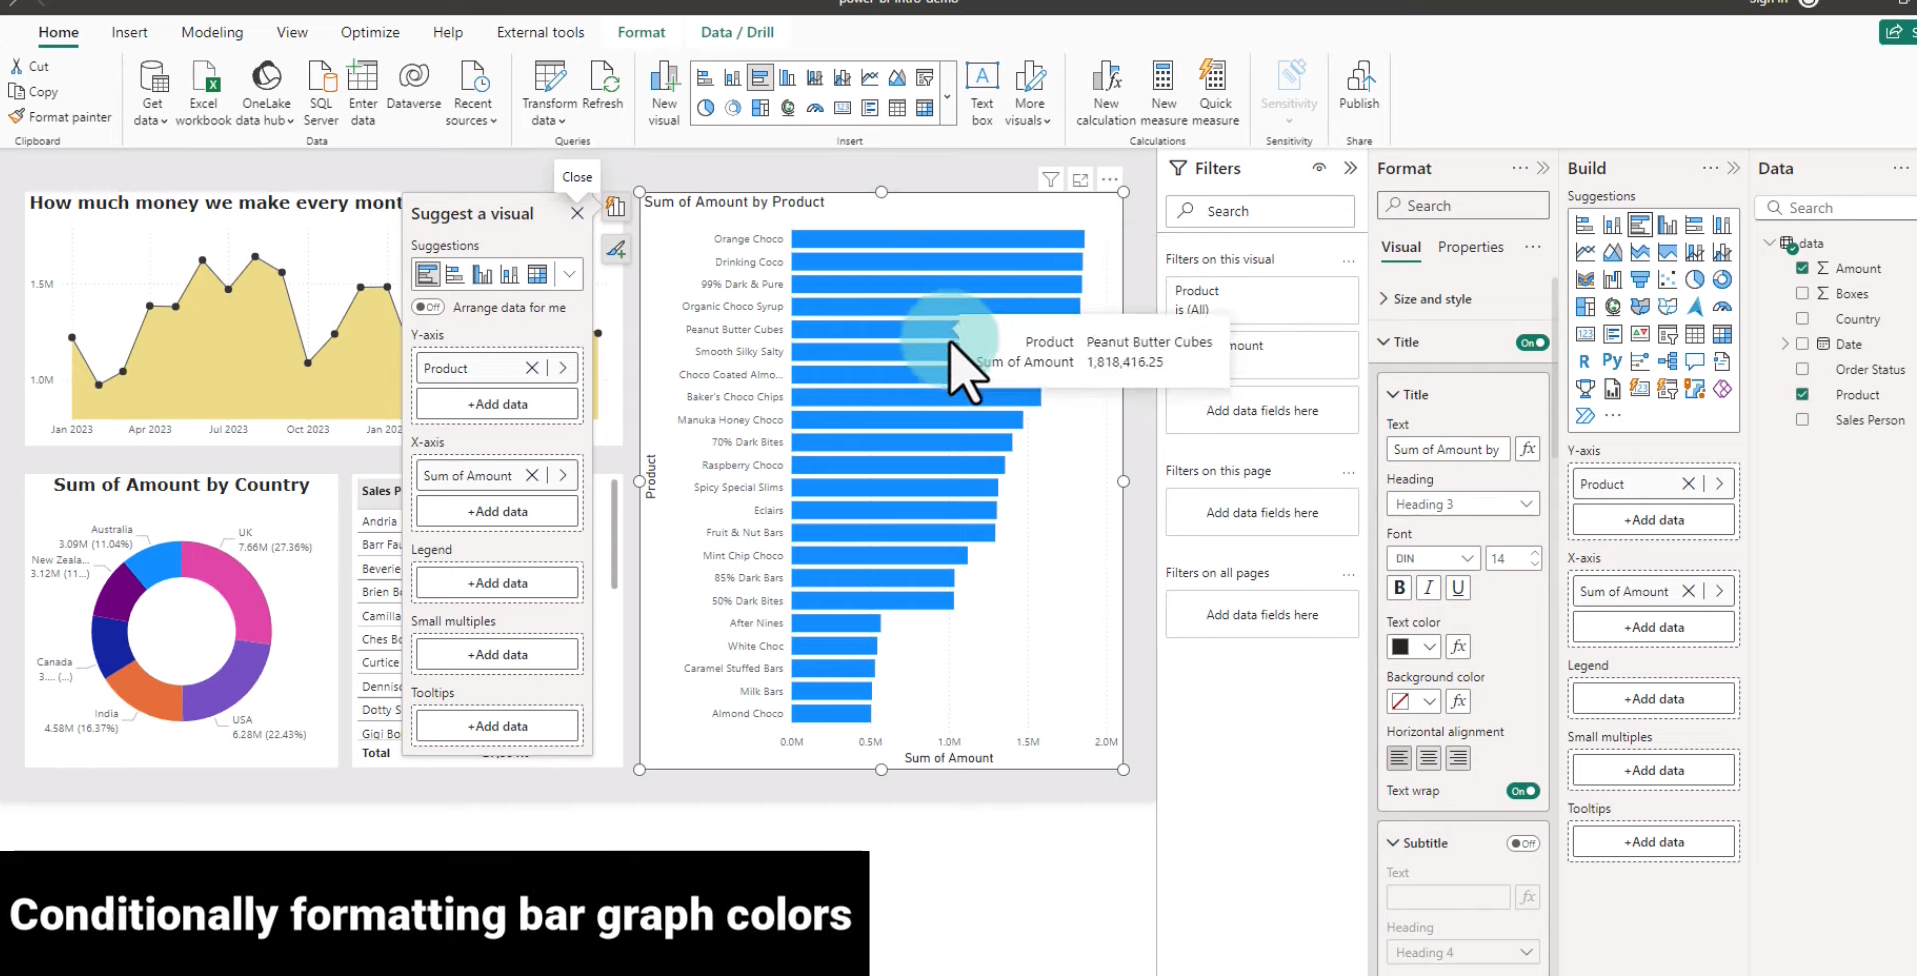 power-bi-intro-demo
Sign in
Home Insert Modeling View Optimize Help External tools Format Data / Drill
Cut
Copy
Format painter
Clipboard
Get data
Excel workbook
OneLake data hub
SQL Server
Enter data
Dataverse
Recent sources
Data
Transform data
Refresh
Queries
New visual
Text box
More visuals
Insert
New calculation
New measure
Quick measure
Calculations
Sensitivity
Sensitivity
Publish
Share
How much money we make every mont
1.5M
1.0M
Jan 2023 Apr 2023 Jul 2023 Oct 2023 Jan 202
Sum of Amount by Country
Australia
3.09M (11.04%)
New Zeala...
3.12M (11...)
Canada
3.... (...)
India
4.58M (16.37%)
UK
7.66M (27.36%)
USA
6.28M (22.43%)
Sales P
Andria
Barr Fau
Beverie
Brien Bo
Camilla
Ches Bo
Curtice
Dennis
Dotty S
Gigi Bo
Total
Close
Suggest a visual
Suggestions
Off Arrange data for me
Y-axis
Product
+Add data
X-axis
Sum of Amount
+Add data
Legend
+Add data
Small multiples
+Add data
Tooltips
+Add data
Sum of Amount by Product
Product
Orange Choco
Drinking Coco
99% Dark & Pure
Organic Choco Syrup
Peanut Butter Cubes
Smooth Silky Salty
Choco Coated Almo...
Baker's Choco Chips
Manuka Honey Choco
70% Dark Bites
Raspberry Choco
Spicy Special Slims
Eclairs
Fruit & Nut Bars
Mint Chip Choco
85% Dark Bars
50% Dark Bites
After Nines
White Choc
Caramel Stuffed Bars
Milk Bars
Almond Choco
0.0M 0.5M 1.0M 1.5M 2.0M
Sum of Amount
Product Peanut Butter Cubes
Sum of Amount 1,818,416.25
Filters
Search
Filters on this visual
Product
is (All)
mount
Add data fields here
Filters on this page
Add data fields here
Filters on all pages
Add data fields here
Format
Search
Visual Properties
Size and style
Title On
Title
Text
Sum of Amount by fx
Heading
Heading 3
Font
DIN 14
B I U
Text color
fx
Background color
fx
Horizontal alignment
Text wrap On
Subtitle Off
Text
fx
Heading
Heading 4
Build
Suggestions
R Py
Y-axis
Product
+Add data
X-axis
Sum of Amount
+Add data
Legend
+Add data
Small multiples
+Add data
Tooltips
+Add data
Data
Search
data
Amount
Boxes
Country
Date
Order Status
Product
Sales Person
Conditionally formatting bar graph colors